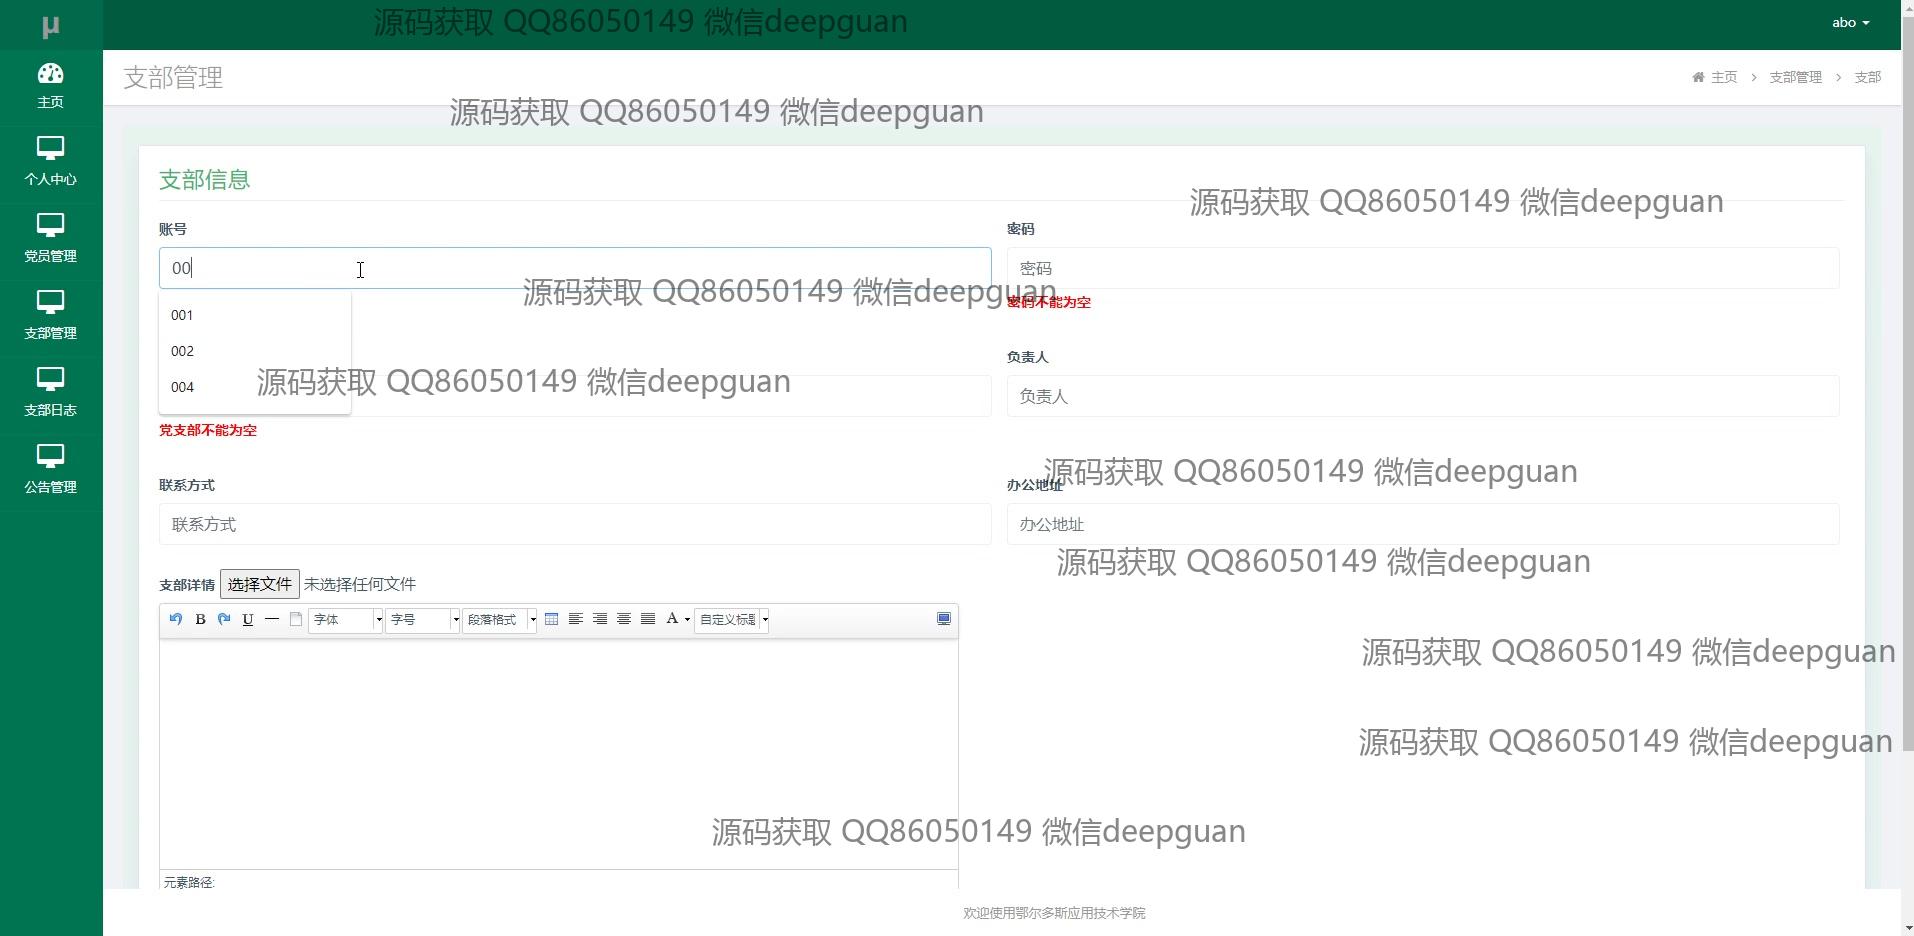 µ
源码获取 QQ86050149 微信deepguan
abo
主页
个人中心
党员管理
支部管理
支部日志
公告管理
支部管理
主页 > 支部管理 > 支部
源码获取 QQ86050149 微信deepguan
支部信息
源码获取 QQ86050149 微信deepguan
账号
密码
00
密码
源码获取 QQ86050149 微信deepguan
密码不能为空
001
002
004
负责人
源码获取 QQ86050149 微信deepguan
负责人
党支部不能为空
源码获取 QQ86050149 微信deepguan
联系方式
办公地址
联系方式
办公地址
源码获取 QQ86050149 微信deepguan
支部详情 选择文件 未选择任何文件
B U 字体 字号 段落格式 A 自定义标题
源码获取 QQ86050149 微信deepguan
源码获取 QQ86050149 微信deepguan
源码获取 QQ86050149 微信deepguan
元素路径:
欢迎使用鄂尔多斯应用技术学院